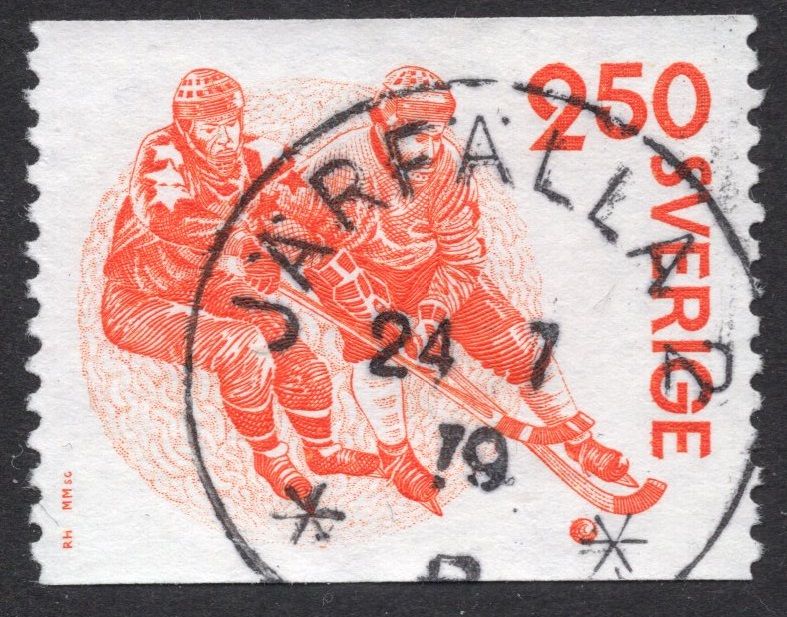 250
SVERIGE
JÄRFÄLLA
24 1
19
RH MMSC